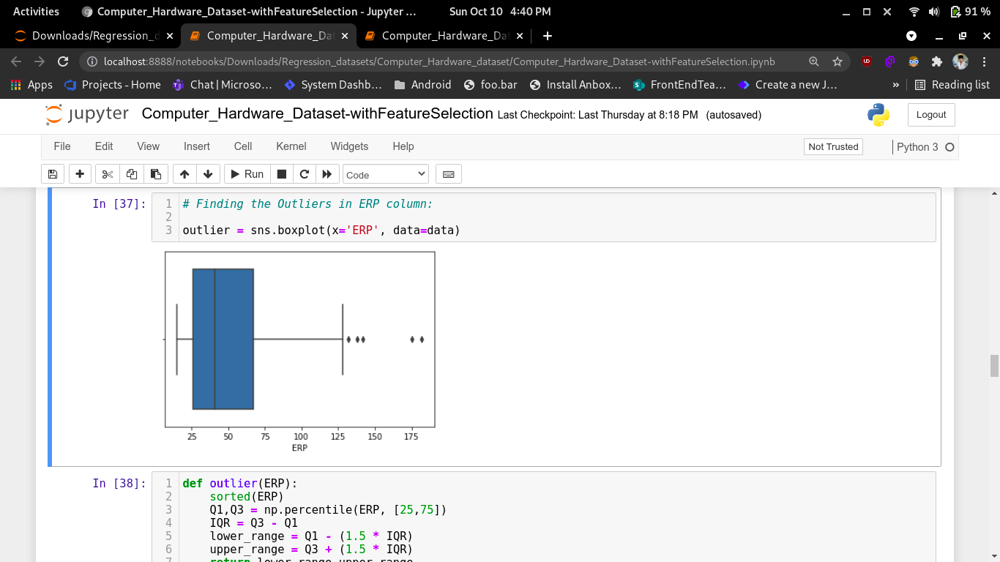 Activities
Computer_Hardware_Dataset-withFeatureSelection - Jupyter ...
Sun Oct 10 4:40 PM
91 %
Downloads/Regression_d
Computer_Hardware_Dat
Computer_Hardware_Dat
localhost:8888/notebooks/Downloads/Regression_datasets/Computer_Hardware_dataset/Computer_Hardware_Dataset-withFeatureSelection.ipynb
Apps
Projects - Home
Chat | Microso...
System Dashb...
Android
foo.bar
Install Anbox...
FrontEndTea...
Create a new J...
»
Reading list
jupyter
Computer_Hardware_Dataset-withFeatureSelection Last Checkpoint: Last Thursday at 8:18 PM (autosaved)
Logout
File Edit View Insert Cell Kernel Widgets Help
Not Trusted
Python 3
Run
Code
In [37]:
1 # Finding the Outliers in ERP column:
2
3 outlier = sns.boxplot(x='ERP', data=data)
25 50 75 100 125 150 175
ERP
In [38]:
1 def outlier(ERP):
2 sorted(ERP)
3 Q1,Q3 = np.percentile(ERP, [25,75])
4 IQR = Q3 - Q1
5 lower_range = Q1 - (1.5 * IQR)
6 upper_range = Q3 + (1.5 * IQR)
7 return lower_range,upper_range